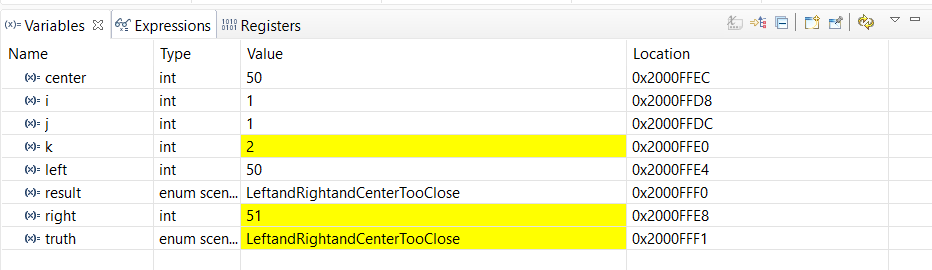 (x)= Variables 1010 0101 Expressions Registers
Name Type Value Location
(x)= center int 50 0x2000FFEC
(x)= i int 1 0x2000FFD8
(x)= j int 1 0x2000FFDC
(x)= k int 2 0x2000FFE0
(x)= left int 50 0x2000FFE4
(x)= result enum scen... LeftandRightandCenterTooClose 0x2000FFF0
(x)= right int 51 0x2000FFE8
(x)= truth enum scen... LeftandRightandCenterTooClose 0x2000FFF1